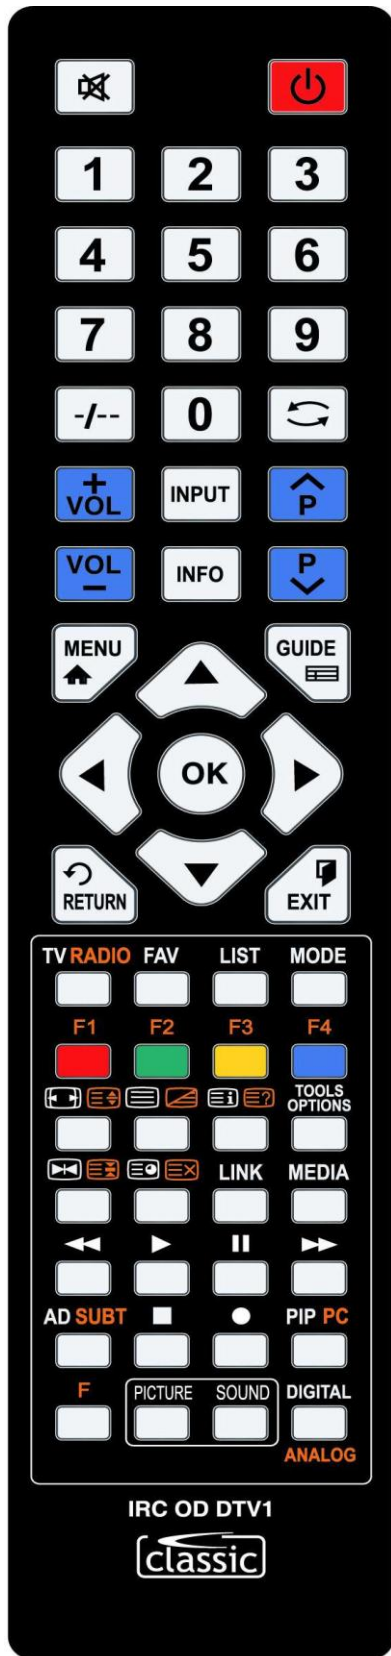 1 2 3
4 5 6
7 8 9
-/-- 0
+ INPUT
VOL P
VOL INFO P
–
MENU GUIDE
OK
RETURN EXIT
TV RADIO FAV LIST MODE
F1 F2 F3 F4
TOOLS
OPTIONS
LINK MEDIA
AD SUBT PIP PC
F PICTURE SOUND DIGITAL
ANALOG
IRC OD DTV1
classic